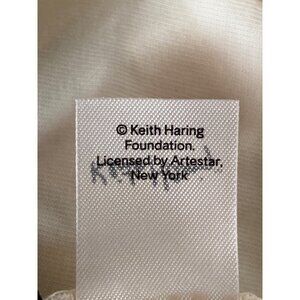 © Keith Haring
Foundation.
Licensed by Artestar,
New York